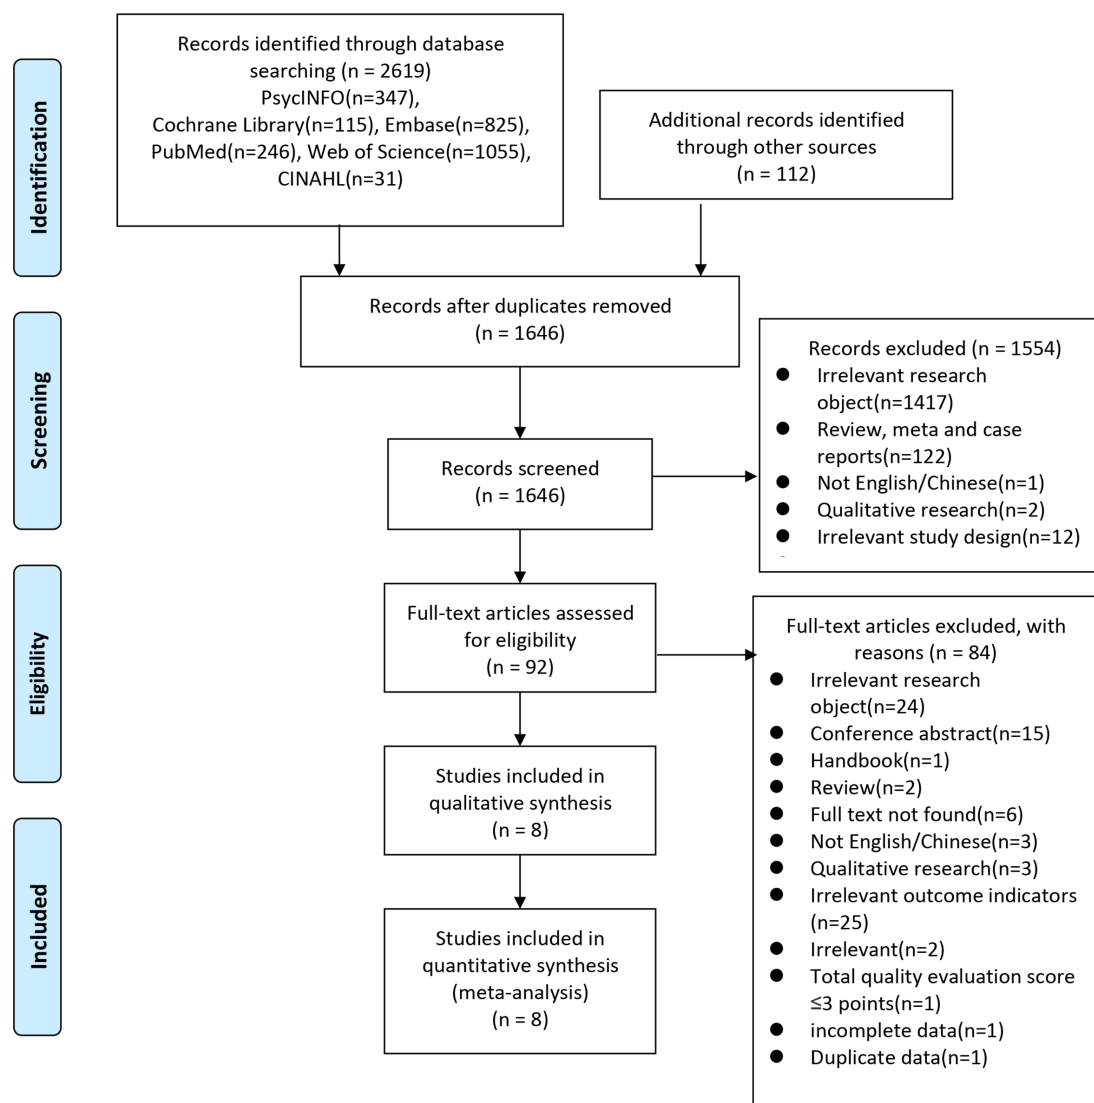 Identification
Records identified through database
searching (n = 2619)
PsycINFO(n=347),
Cochrane Library(n=115), Embase(n=825),
PubMed(n=246), Web of Science(n=1055),
CINAHL(n=31)
Additional records identified
through other sources
(n = 112)
Records after duplicates removed
(n = 1646)
Screening
Records screened
(n = 1646)
Records excluded (n = 1554)
● Irrelevant research
object(n=1417)
● Review, meta and case
reports(n=122)
● Not English/Chinese(n=1)
● Qualitative research(n=2)
● Irrelevant study design(n=12)
Eligibility
Full-text articles assessed
for eligibility
(n = 92)
Full-text articles excluded, with
reasons (n = 84)
● Irrelevant research
object(n=24)
● Conference abstract(n=15)
● Handbook(n=1)
● Review(n=2)
● Full text not found(n=6)
● Not English/Chinese(n=3)
● Qualitative research(n=3)
● Irrelevant outcome indicators
(n=25)
● Irrelevant(n=2)
● Total quality evaluation score
≤3 points(n=1)
● incomplete data(n=1)
● Duplicate data(n=1)
Studies included in
qualitative synthesis
(n = 8)
Included
Studies included in
quantitative synthesis
(meta-analysis)
(n = 8)